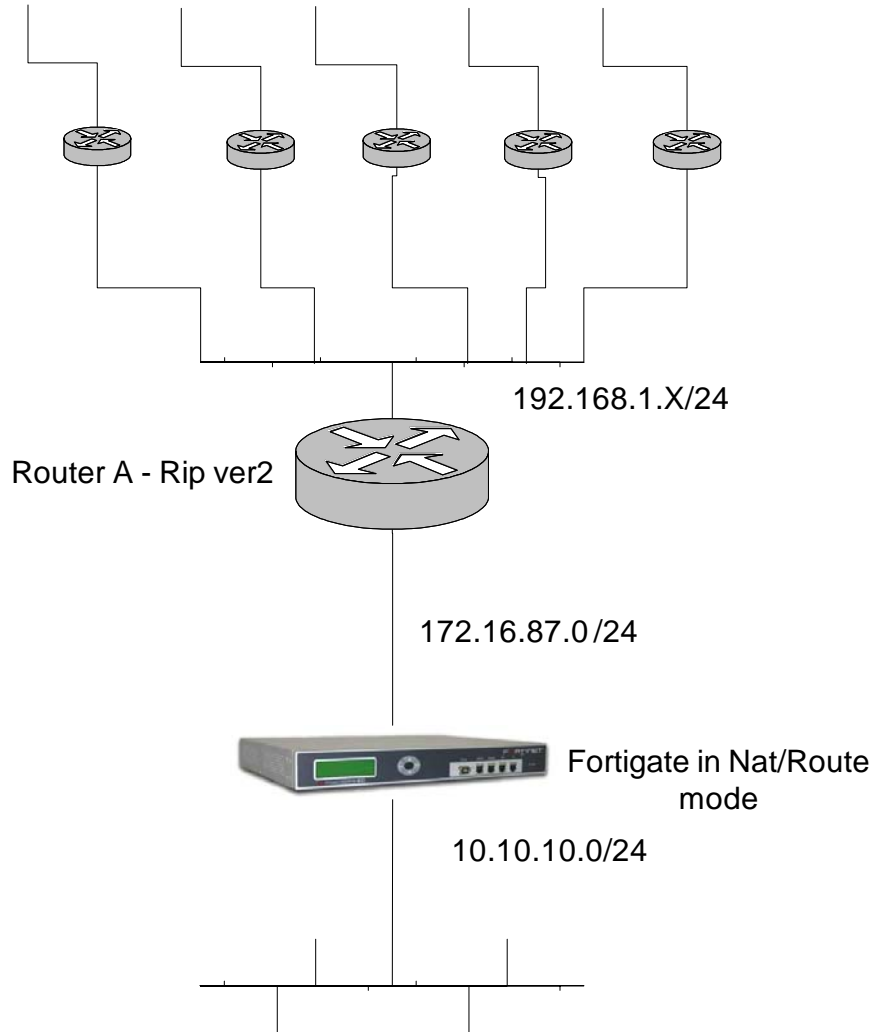 192.168.1.X/24
Router A - Rip ver2
172.16.87.0/24
Fortigate in Nat/Route
mode
10.10.10.0/24